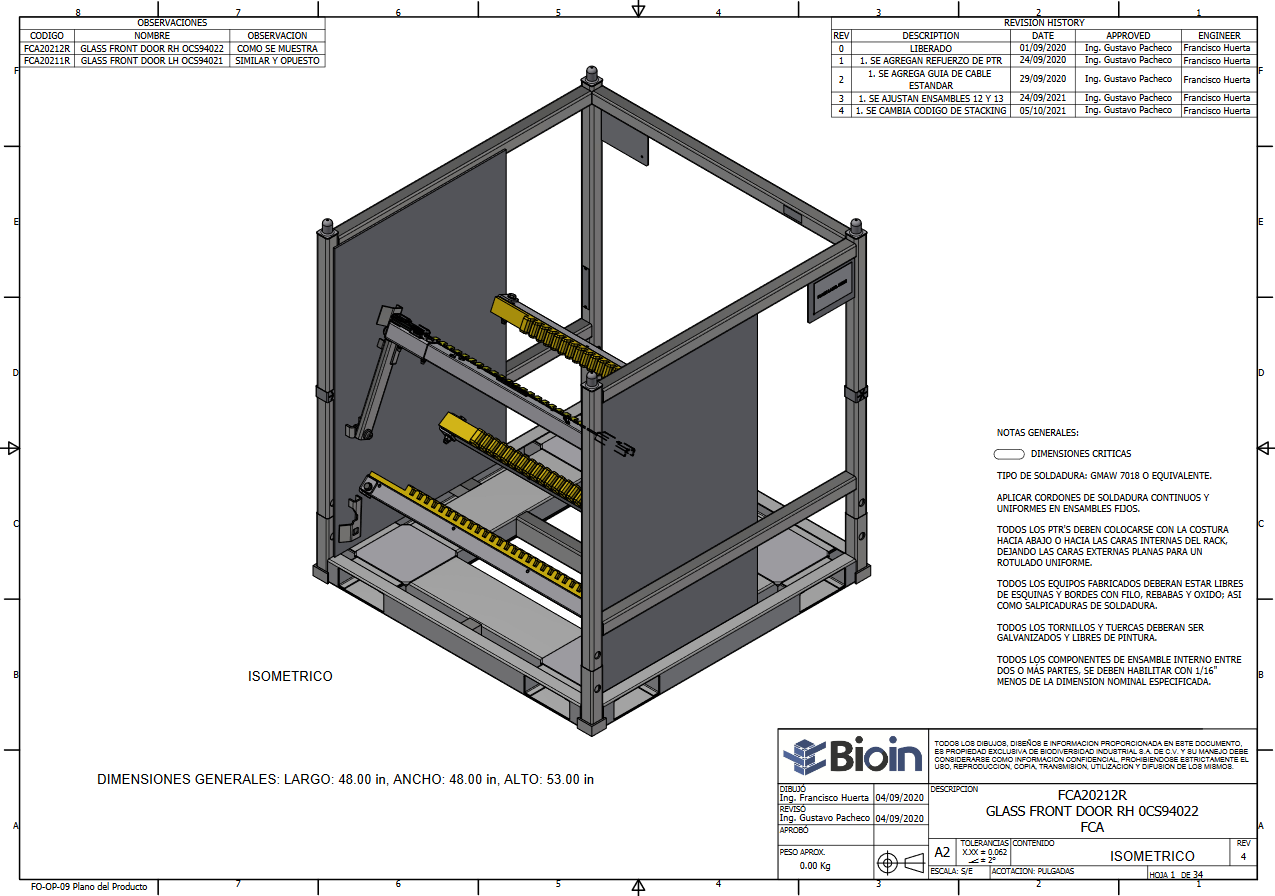 8 7 6 5 4 3 2 1
OBSERVACIONES
CODIGO NOMBRE OBSERVACION
FCA20212R GLASS FRONT DOOR RH OCS94022 COMO SE MUESTRA
FCA20211R GLASS FRONT DOOR LH OCS94021 SIMILAR Y OPUESTO
REVISION HISTORY
REV DESCRIPTION DATE APPROVED ENGINEER
0 LIBERADO 01/09/2020 Ing. Gustavo Pacheco Francisco Huerta
1 1. SE AGREGAN REFUERZO DE PTR 24/09/2020 Ing. Gustavo Pacheco Francisco Huerta
2 1. SE AGREGA GUIA DE CABLE ESTANDAR 29/09/2020 Ing. Gustavo Pacheco Francisco Huerta
3 1. SE AJUSTAN ENSAMBLES 12 Y 13 24/09/2021 Ing. Gustavo Pacheco Francisco Huerta
4 1. SE CAMBIA CODIGO DE STACKING 05/10/2021 Ing. Gustavo Pacheco Francisco Huerta
F F
E E
D D
C C
B B
A A
NOTAS GENERALES:
DIMENSIONES CRITICAS
TIPO DE SOLDADURA: GMAW 7018 O EQUIVALENTE.
APLICAR CORDONES DE SOLDADURA CONTINUOS Y
UNIFORMES EN ENSAMBLES FIJOS.
TODOS LOS PTR'S DEBEN COLOCARSE CON LA COSTURA
HACIA ABAJO O HACIA LAS CARAS INTERNAS DEL RACK,
DEJANDO LAS CARAS EXTERNAS PLANAS PARA UN
ROTULADO UNIFORME.
TODOS LOS EQUIPOS FABRICADOS DEBERAN ESTAR LIBRES
DE ESQUINAS Y BORDES CON FILO, REBABAS Y OXIDO; ASI
COMO SALPICADURAS DE SOLDADURA.
TODOS LOS TORNILLOS Y TUERCAS DEBERAN SER
GALVANIZADOS Y LIBRES DE PINTURA.
TODOS LOS COMPONENTES DE ENSAMBLE INTERNO ENTRE
DOS O MÁS PARTES, SE DEBEN HABILITAR CON 1/16"
MENOS DE LA DIMENSION NOMINAL ESPECIFICADA.
ISOMETRICO
DIMENSIONES GENERALES: LARGO: 48.00 in, ANCHO: 48.00 in, ALTO: 53.00 in
Bioin
TODOS LOS DIBUJOS, DISEÑOS E INFORMACION PROPORCIONADA EN ESTE DOCUMENTO,
ES PROPIEDAD EXCLUSIVA DE BIODIVERSIDAD INDUSTRIAL S.A. DE C.V. Y SU MANEJO DEBE
CONSIDERARSE COMO INFORMACION CONFIDENCIAL, PROHIBIENDOSE ESTRICTAMENTE EL
USO, REPRODUCCION, COPIA, TRANSMISION, UTILIZACION Y DIFUSION DE LOS MISMOS.
DIBUJÓ
Ing. Francisco Huerta 04/09/2020
REVISÓ
Ing. Gustavo Pacheco 04/09/2020
APROBÓ
PESO APROX.
0.00 Kg
DESCRIPCION
FCA20212R
GLASS FRONT DOOR RH 0CS94022
FCA
A2
TOLERANCIAS
X.XX ± 0.062
± 2°
CONTENIDO
ISOMETRICO
REV
4
ESCALA: S/E ACOTACION: PULGADAS HOJA 1 DE 34
FO-OP-09 Plano del Producto
7 6 5 4 3 2 1